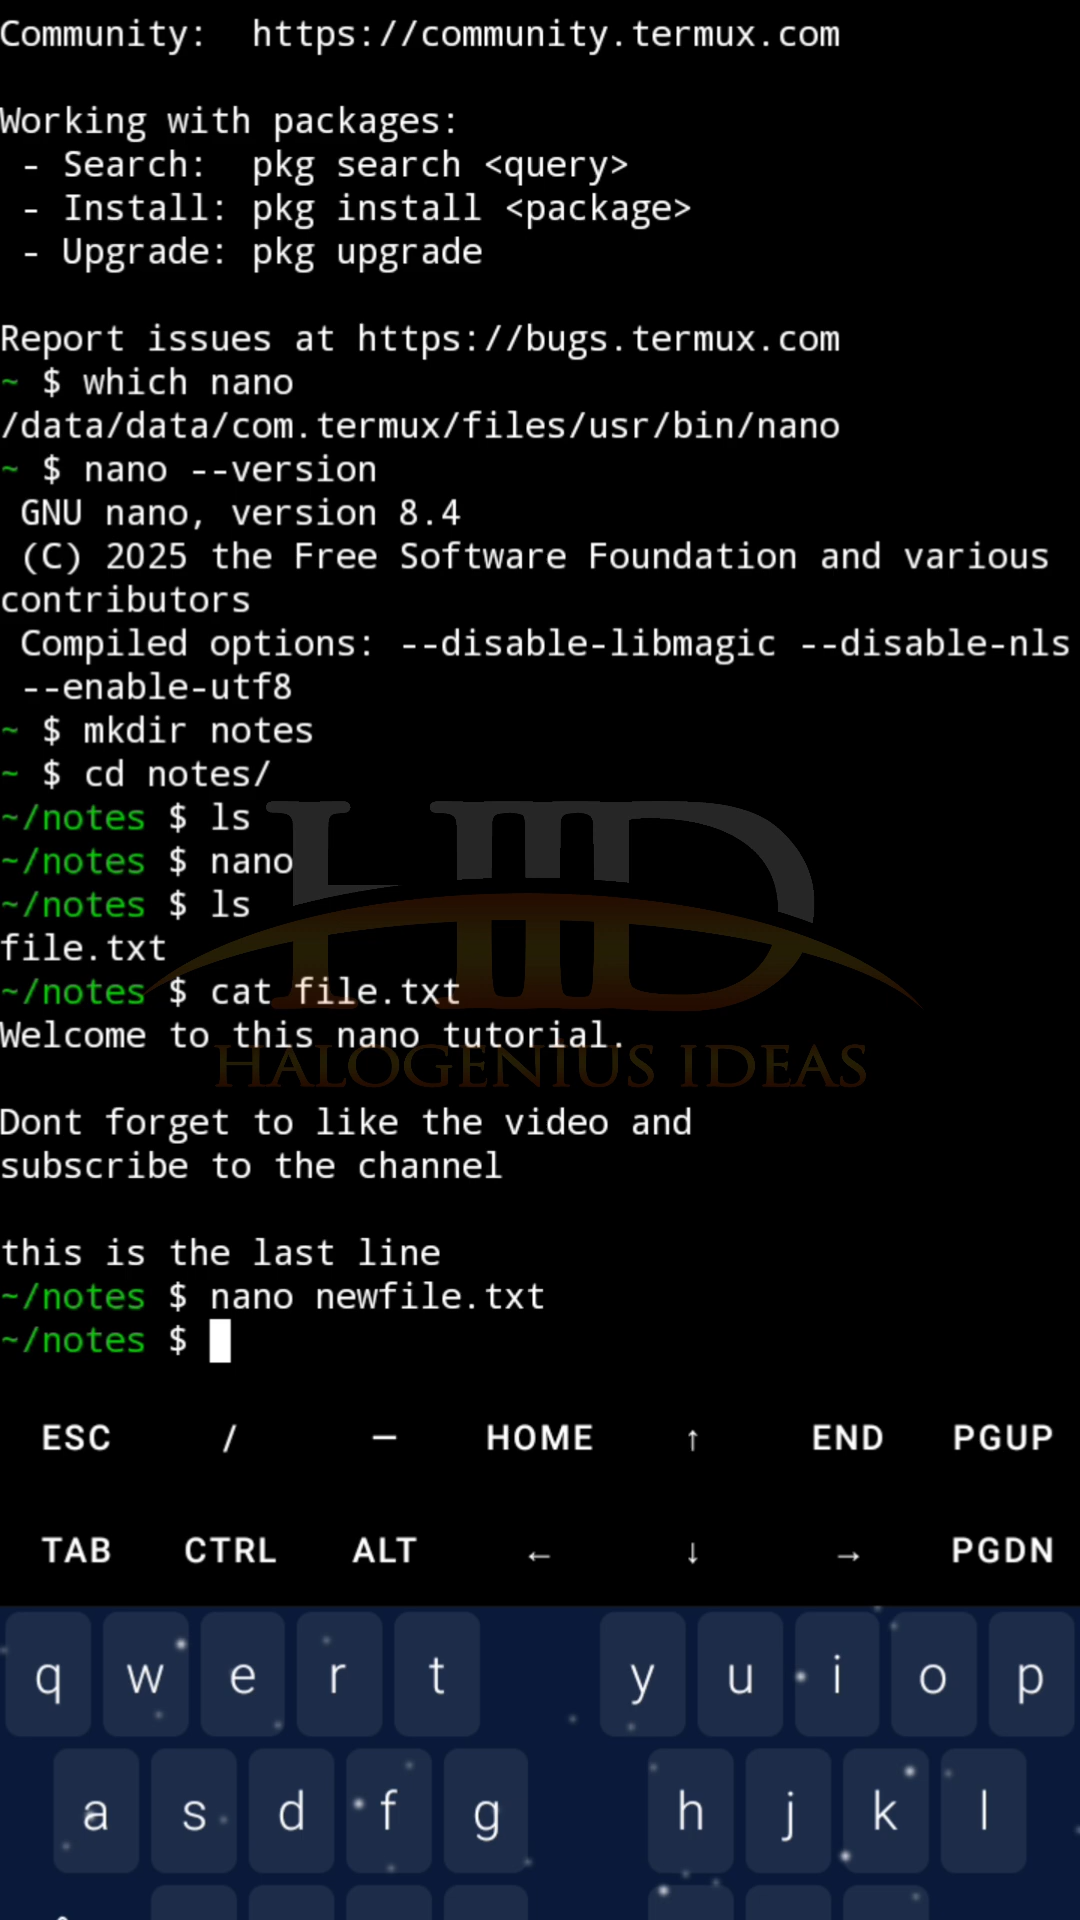 Community:  https://community.termux.com
Working with packages:
 - Search:  pkg search <query>
 - Install: pkg install <package>
 - Upgrade: pkg upgrade
Report issues at https://bugs.termux.com
~ $ which nano
/data/data/com.termux/files/usr/bin/nano
~ $ nano --version
 GNU nano, version 8.4
 (C) 2025 the Free Software Foundation and various
contributors
 Compiled options: --disable-libmagic --disable-nls
 --enable-utf8
~ $ mkdir notes
~ $ cd notes/
~/notes $ ls
~/notes $ nano
~/notes $ ls
file.txt
~/notes $ cat file.txt
Welcome to this nano tutorial.
HALOGENIUS IDEAS
Dont forget to like the video and
subscribe to the channel
this is the last line
~/notes $ nano newfile.txt
~/notes $
ESC / — HOME ↑ END PGUP
TAB CTRL ALT ← ↓ → PGDN
q w e r t y u i o p
a s d f g h j k l